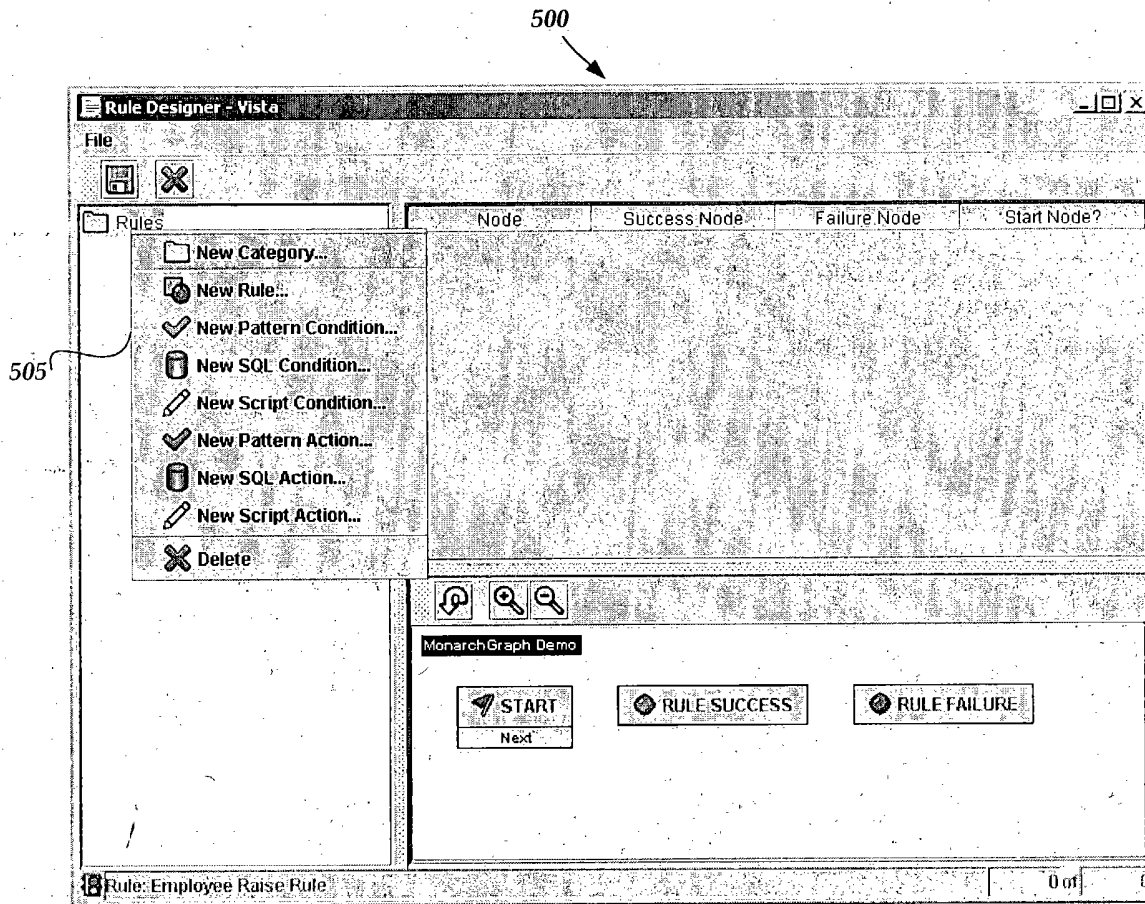 500
Rule Designer - Vista
File
Rules
Node Success Node Failure Node Start Node?
New Category...
New Rule...
New Pattern Condition...
New SQL Condition...
New Script Condition...
New Pattern Action...
New SQL Action...
New Script Action...
Delete
505
MonarchGraph Demo
START
Next
RULE SUCCESS
RULE FAILURE
Rule: Employee Raise Rule
0 of